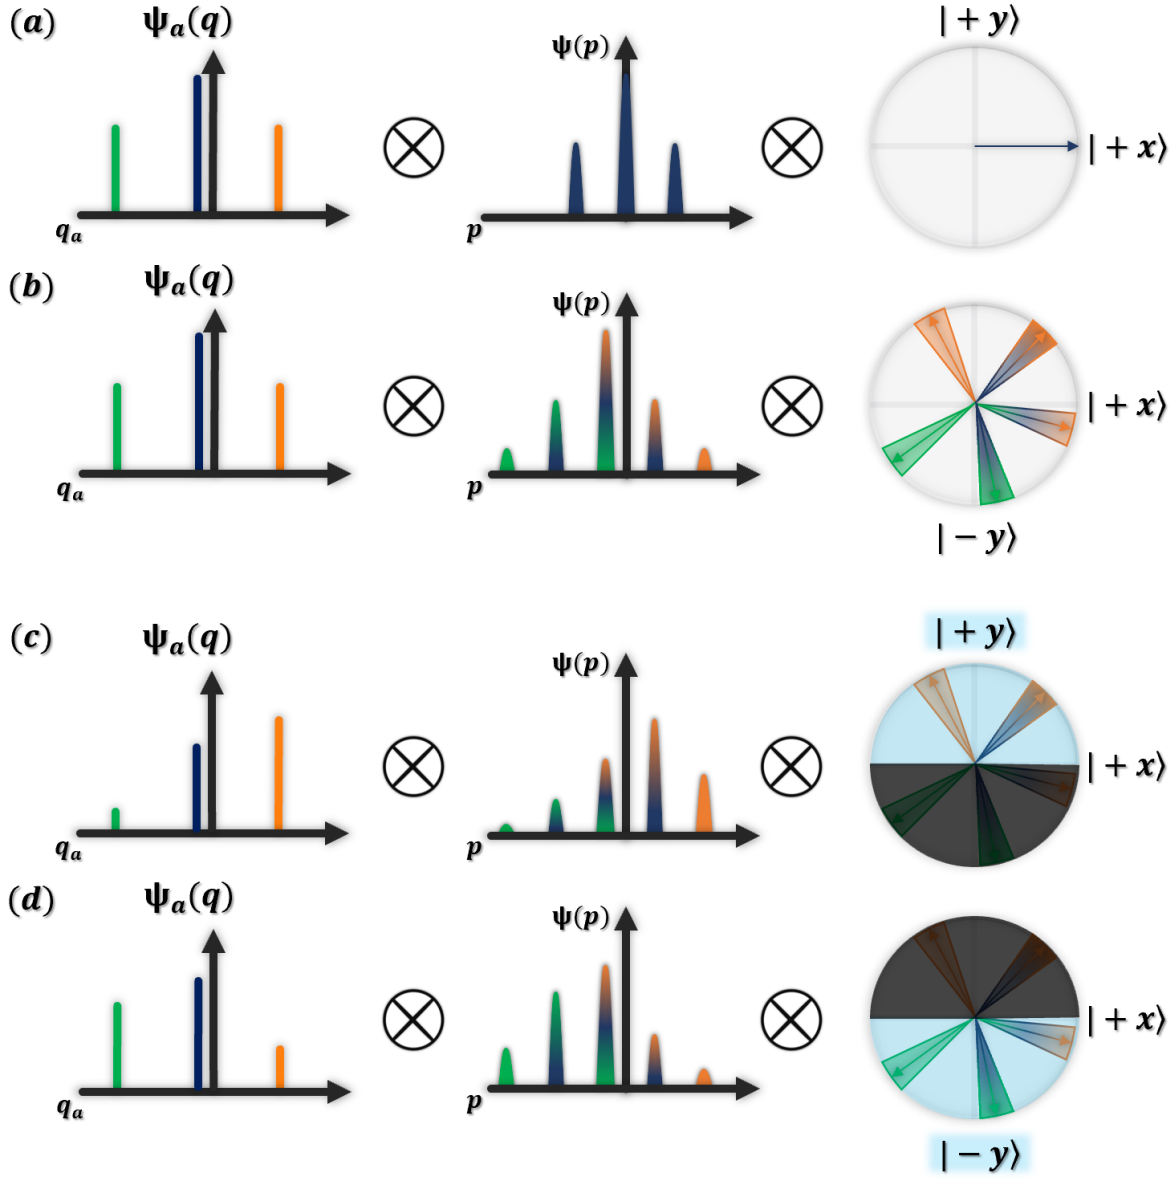 (a)
ψₐ(q)
qₐ
ψ(p)
p
| + y⟩
| + x⟩
(b)
ψₐ(q)
qₐ
ψ(p)
p
| + x⟩
| − y⟩
(c)
ψₐ(q)
qₐ
ψ(p)
p
| + y⟩
| + x⟩
(d)
ψₐ(q)
qₐ
ψ(p)
p
| + x⟩
| − y⟩